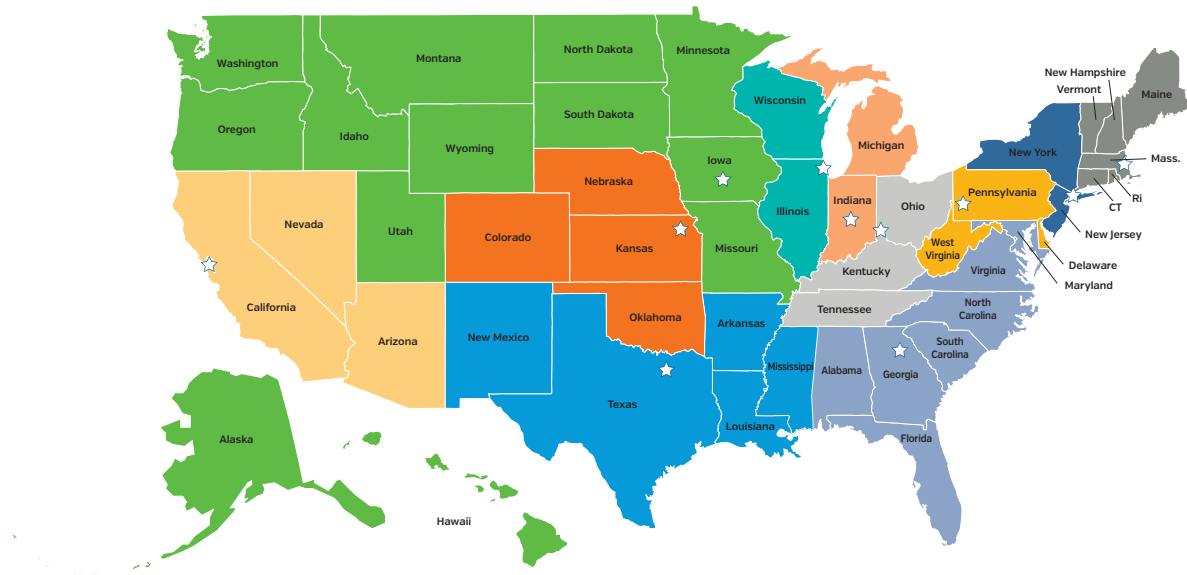 Washington
Montana
North Dakota
Minnesota
Oregon
Idaho
South Dakota
Wyoming
Wisconsin
Michigan
New Hampshire
Vermont
Maine
New York
Mass.
Ri
CT
Iowa
Nebraska
Illinois
Indiana
Ohio
Pennsylvania
New Jersey
Nevada
Utah
Colorado
Kansas
Missouri
West
Virginia
Delaware
Maryland
Kentucky
Virginia
California
Arizona
New Mexico
Oklahoma
Arkansas
Tennessee
North
Carolina
South
Carolina
Mississippi
Alabama
Georgia
Texas
Louisiana
Florida
Alaska
Hawaii